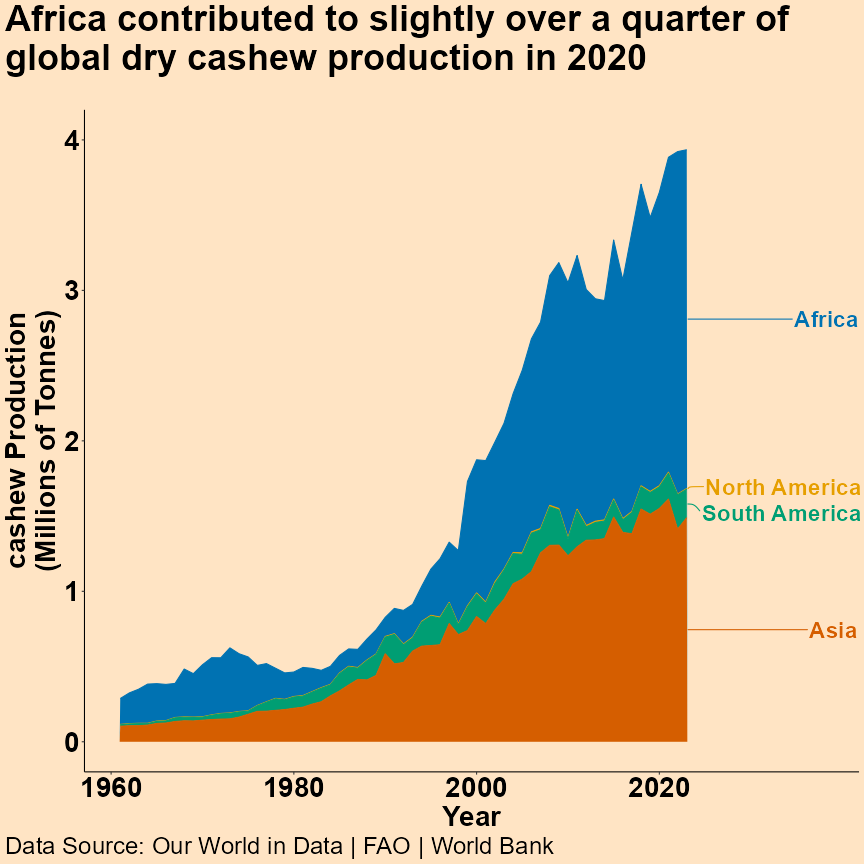 Africa contributed to slightly over a quarter of
global dry cashew production in 2020
4
3
2
1
0
cashew Production
(Millions of Tonnes)
Africa
North America
South America
Asia
1960
1980
2000
2020
Year
Data Source: Our World in Data | FAO | World Bank